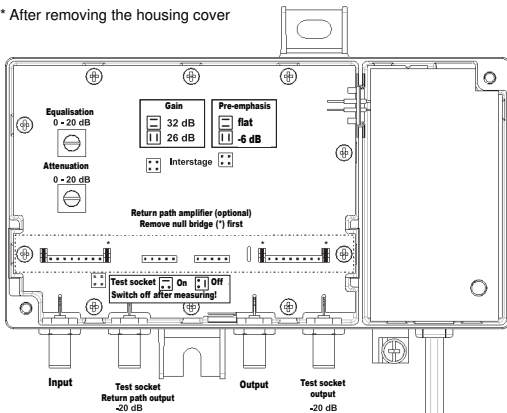 * After removing the housing cover
Equalisation
0 - 20 dB
Attenuation
0 - 20 dB
Gain
32 dB
26 dB
Pre-emphasis
flat
-6 dB
Interstage
Return path amplifier (optional)
Remove null bridge (*) first
* *
Test socket On Off
Switch off after measuring!
Input
Test socket
Return path output
-20 dB
Output
Test socket
output
-20 dB